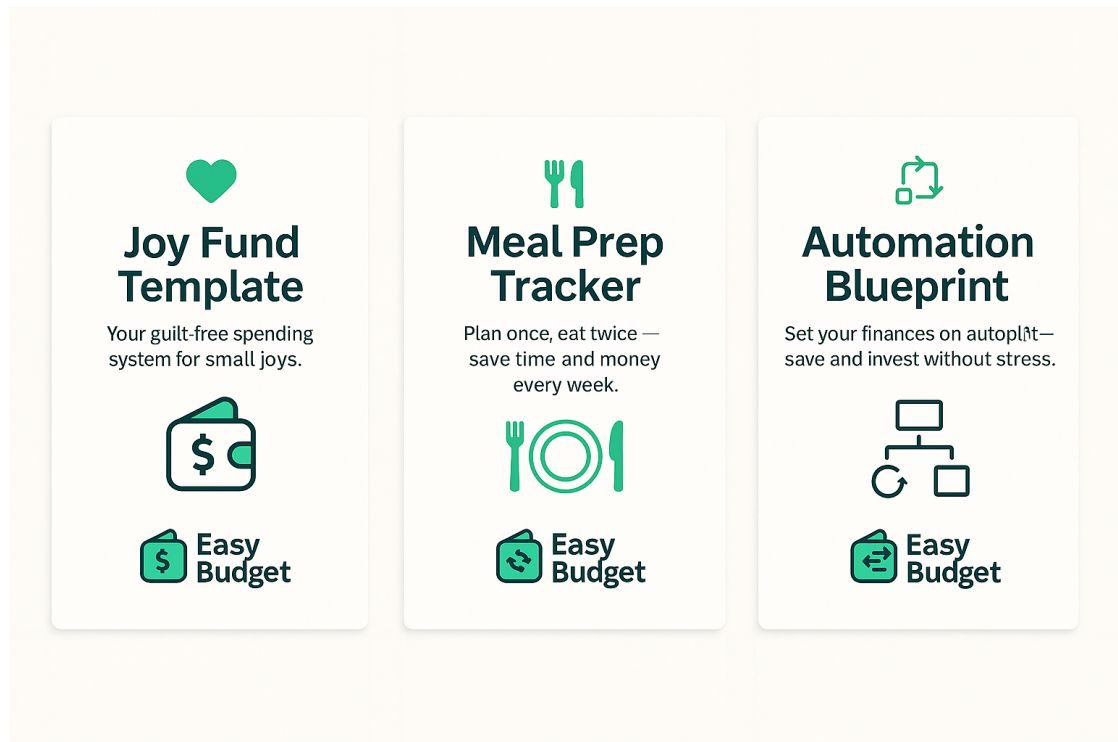 Joy Fund
Template
Your guilt-free spending
system for small joys.
$
$
Easy
Budget
Meal Prep
Tracker
Plan once, eat twice —
save time and money
every week.
Easy
Budget
Automation
Blueprint
Set your finances on
save and invest without stress.
Easy
Budget